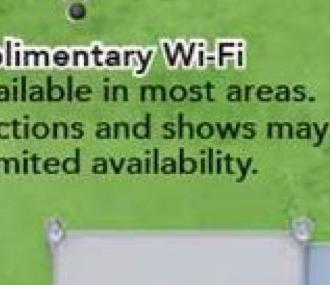 plimentary Wi-Fi
ailable in most areas.
ctions and shows may
mited availability.